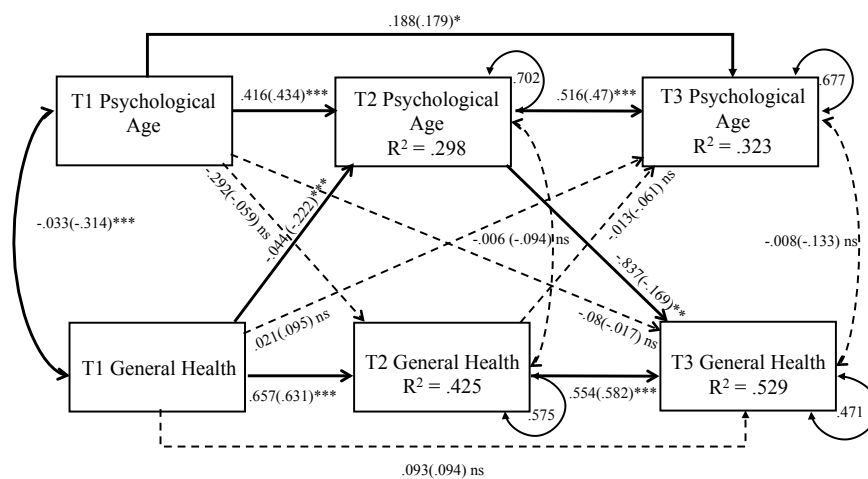 .188(.179)*
T1 Psychological
Age
.416(.434)***
T2 Psychological
Age
R² = .298
.702
.516(.47)***
T3 Psychological
Age
R² = .323
.677
-.033(-.314)***
-.292(-.059) ns
-.044(-.222)***
-.006 (-.094) ns
-.013(-.061) ns
-.837(-.169)**
-.008(-.133) ns
.021(.095) ns
-.08(-.017) ns
T1 General Health
.657(.631)***
T2 General Health
R² = .425
.575
.554(.582)***
T3 General Health
R² = .529
.471
.093(.094) ns